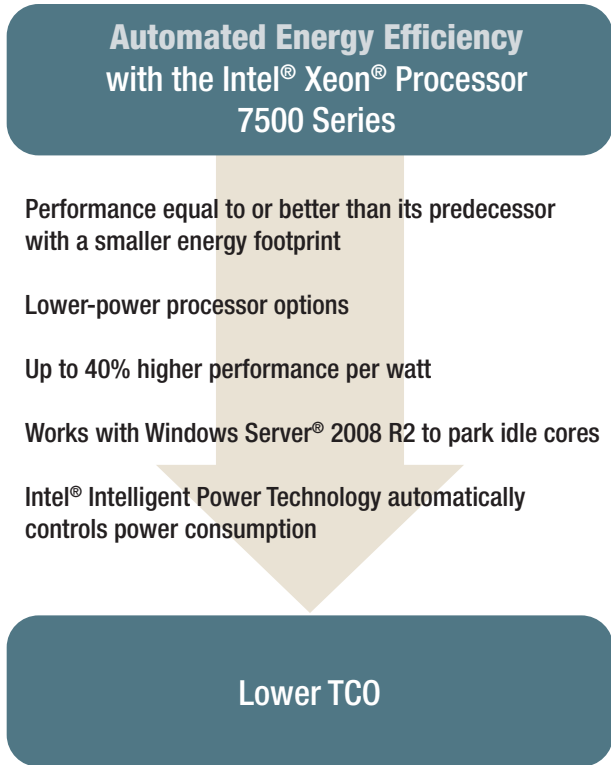 Automated Energy Efficiency
with the Intel® Xeon® Processor
7500 Series
Performance equal to or better than its predecessor
with a smaller energy footprint
Lower-power processor options
Up to 40% higher performance per watt
Works with Windows Server® 2008 R2 to park idle cores
Intel® Intelligent Power Technology automatically
controls power consumption
Lower TCO